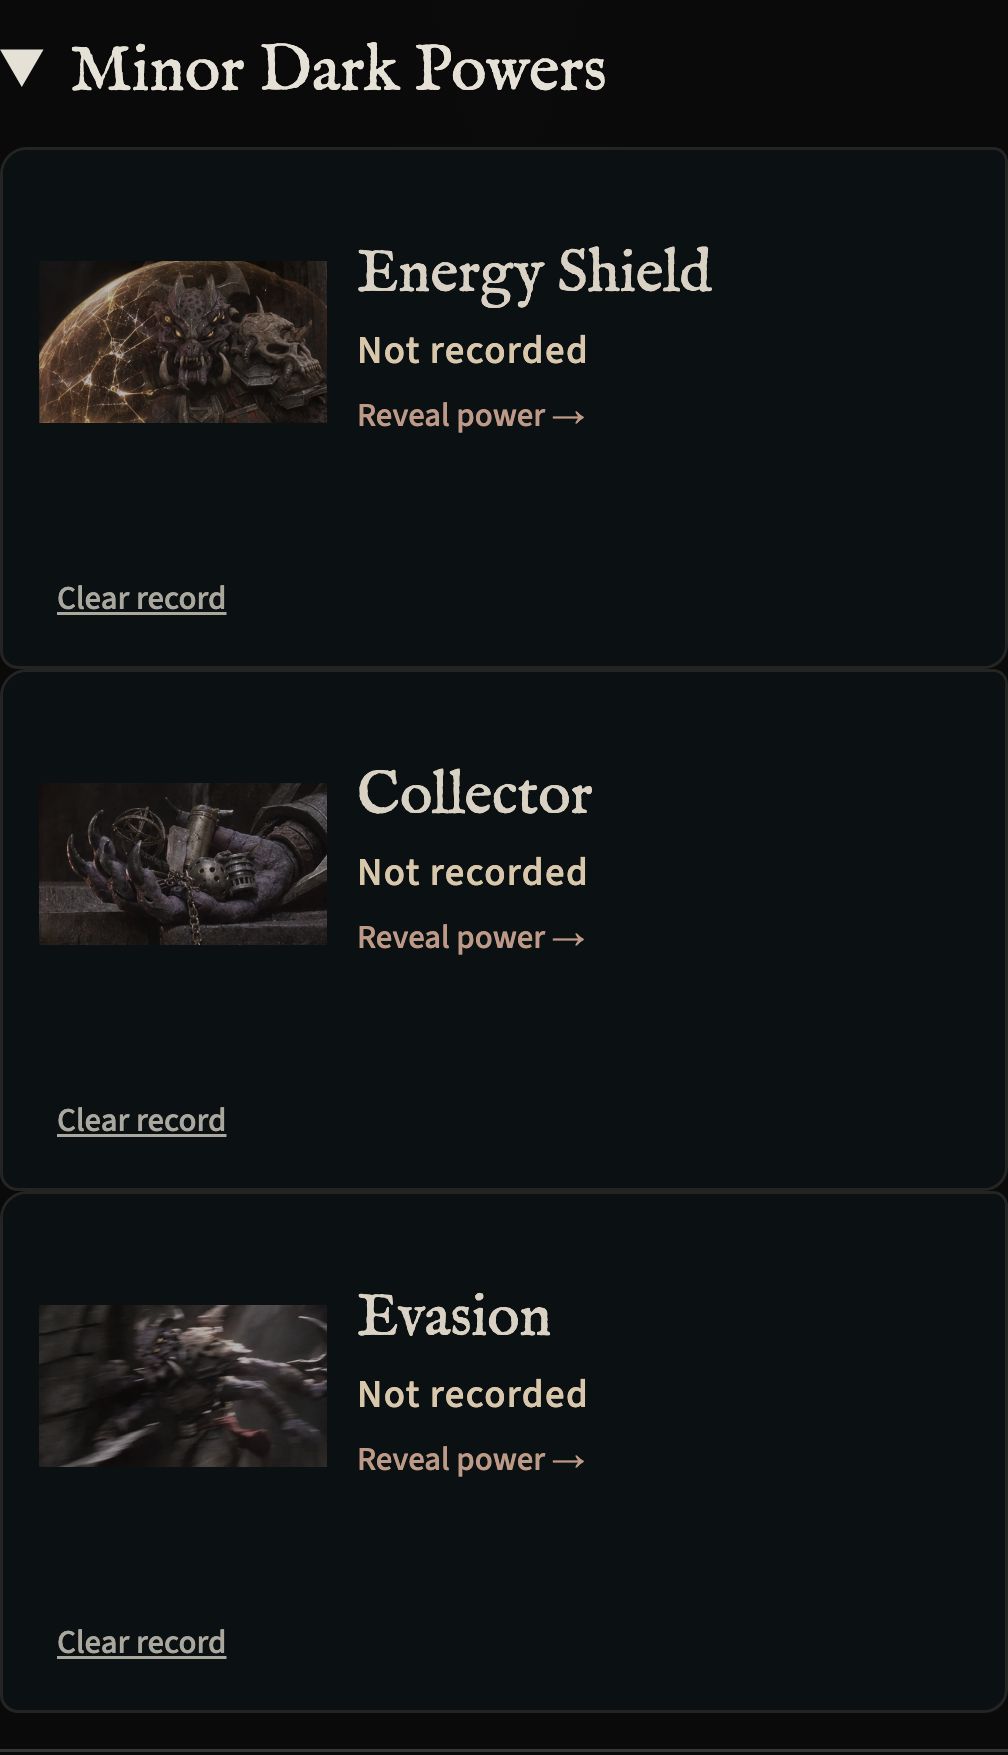 Minor Dark Powers
Energy Shield
Not recorded
Reveal power →
Clear record
Collector
Not recorded
Reveal power →
Clear record
Evasion
Not recorded
Reveal power →
Clear record